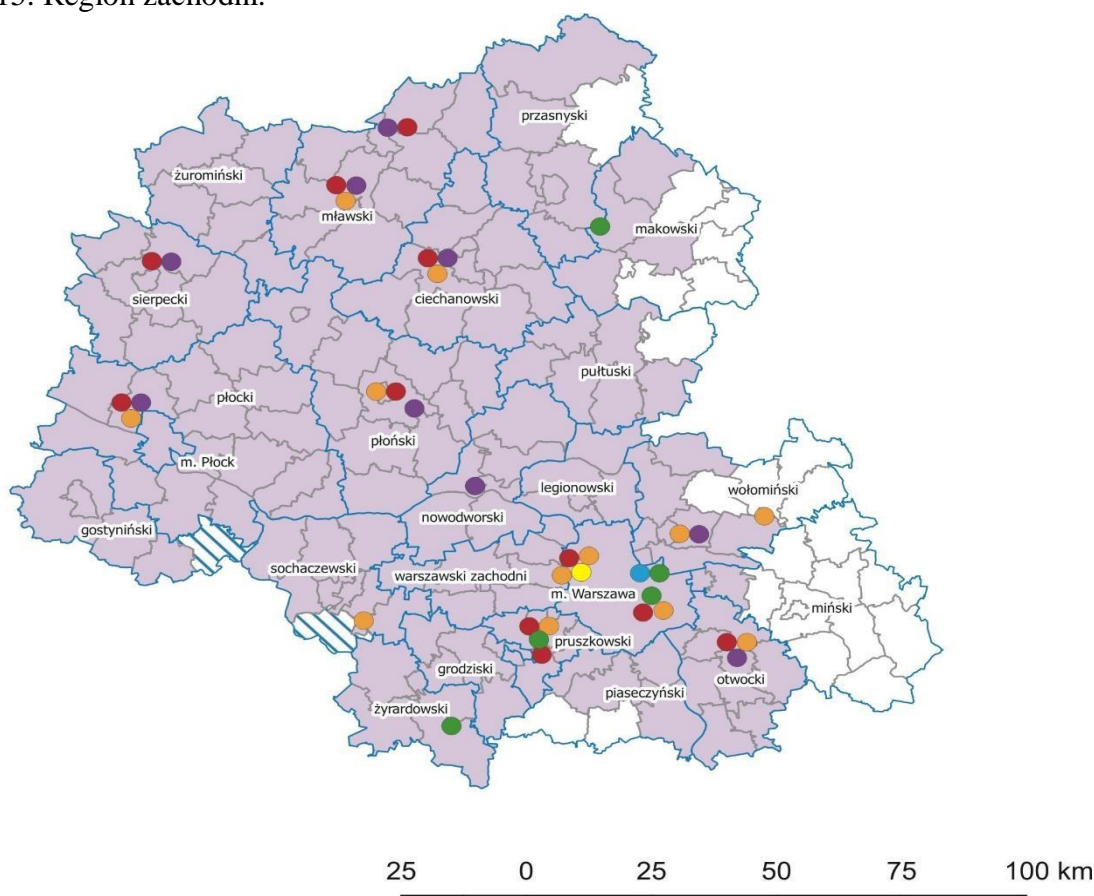 15. Region zachodni.
przasnyski
żuromiński
mławski
makowski
sierpecki
ciechanowski
płocki
pułtuski
płoński
m. Płock
legionowski
wołomiński
nowodworski
gostyniński
sochaczewski
warszawski zachodni
m. Warszawa
miński
pruszkowski
grodziski
otwocki
piaseczyński
żyrardowski
25 0 25 50 75 100 km